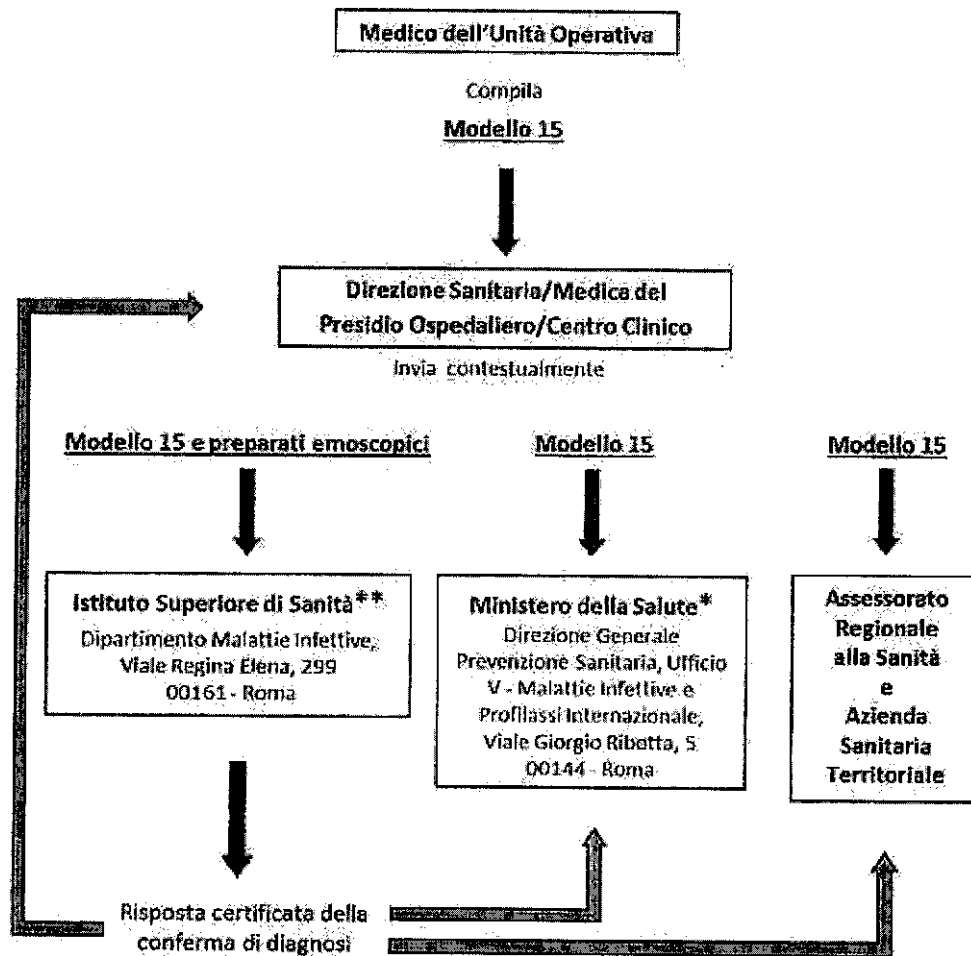 Medico dell'Unità Operativa
Compila
Modello 15
Direzione Sanitaria/Medica del
Presidio Ospedaliero/Centro Clinico
Invia contestualmente
Modello 15 e preparati emoscopici
Modello 15
Modello 15
Istituto Superiore di Sanità**
Dipartimento Malattie Infettive,
Viale Regina Elena, 299
00161 - Roma
Ministero della Salute*
Direzione Generale
Prevenzione Sanitaria, Ufficio
V - Malattie Infettive e
Profilassi Internazionale,
Viale Giorgio Ribotta, 5
00144 - Roma
Assessorato
Regionale
alla Sanità
e
Azienda
Sanitaria
Territoriale
Risposta certificata della
conferma di diagnosi